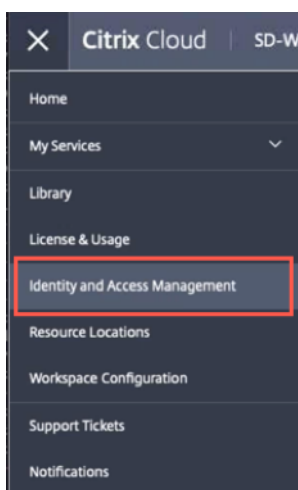 Citrix Cloud SD-W
Home
My Services
Library
License & Usage
Identity and Access Management
Resource Locations
Workspace Configuration
Support Tickets
Notifications